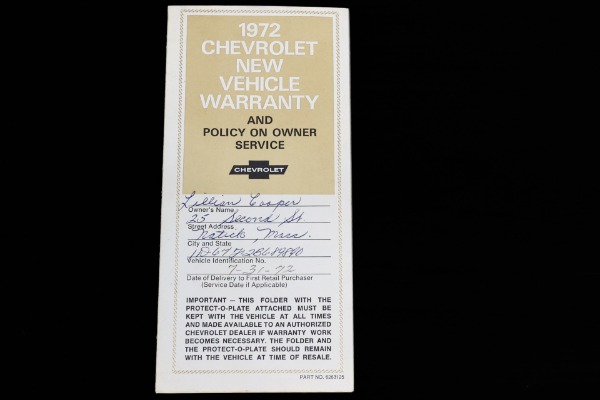 1972
CHEVROLET
NEW
VEHICLE
WARRANTY
AND
POLICY ON OWNER
SERVICE
CHEVROLET
Lillian Cooper
Owner's Name
25 Second St.
Street Address
Natick, Mass.
City and State
Vehicle Identification No.
7-31-72
Date of Delivery to First Retail Purchaser
(Service Date if Applicable)
IMPORTANT — THIS FOLDER WITH THE
PROTECT-O-PLATE ATTACHED MUST BE
KEPT WITH THE VEHICLE AT ALL TIMES
AND MADE AVAILABLE TO AN AUTHORIZED
CHEVROLET DEALER IF WARRANTY WORK
BECOMES NECESSARY. THE FOLDER AND
THE PROTECT-O-PLATE SHOULD REMAIN
WITH THE VEHICLE AT TIME OF RESALE.
PART NO. 6263125